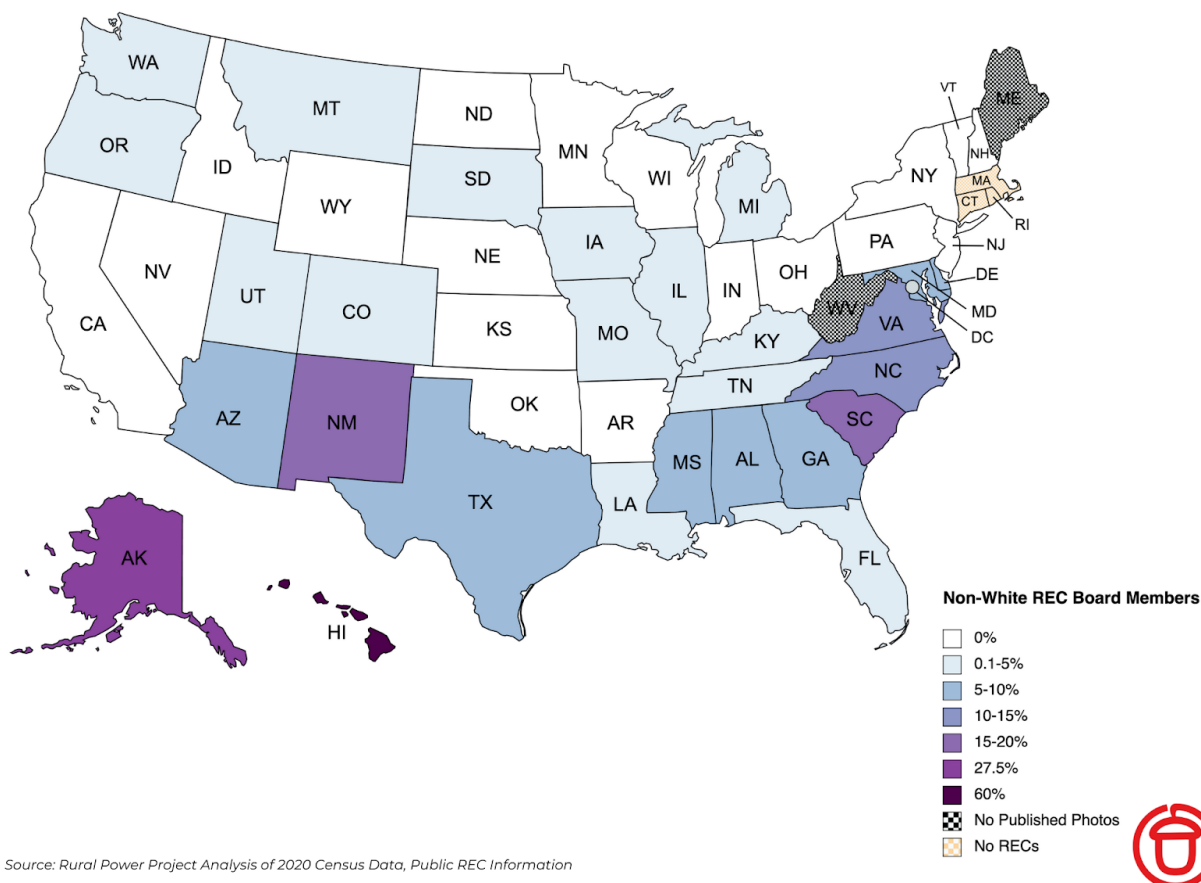 WA
MT
ND
MN
VT
ME
OR
ID
SD
WI
MI
NY
NH
MA
CT
RI
WY
IA
NE
PA
NJ
NV
UT
CO
IL
IN
OH
DE
CA
KS
MO
WV
VA
MD
DC
KY
NC
TN
AZ
NM
OK
AR
SC
MS
AL
GA
TX
LA
FL
AK
HI
Non-White REC Board Members
0%
0.1-5%
5-10%
10-15%
15-20%
27.5%
60%
No Published Photos
No RECs
Source: Rural Power Project Analysis of 2020 Census Data, Public REC Information